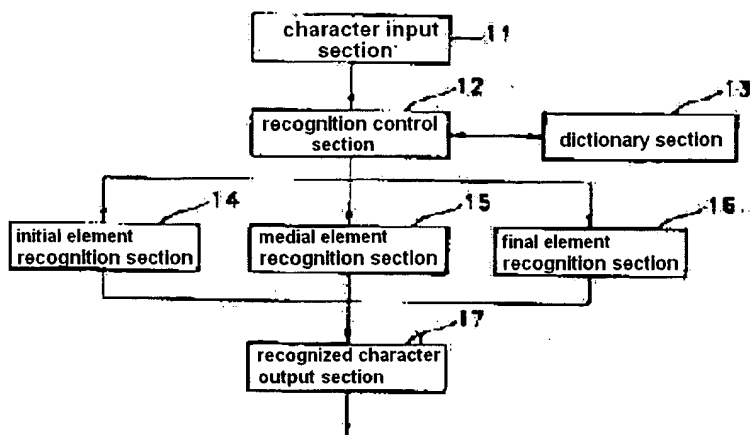 character input
section
11
12
recognition control
section
13
dictionary section
14
initial element
recognition section
15
medial element
recognition section
16
final element
recognition section
17
recognized character
output section